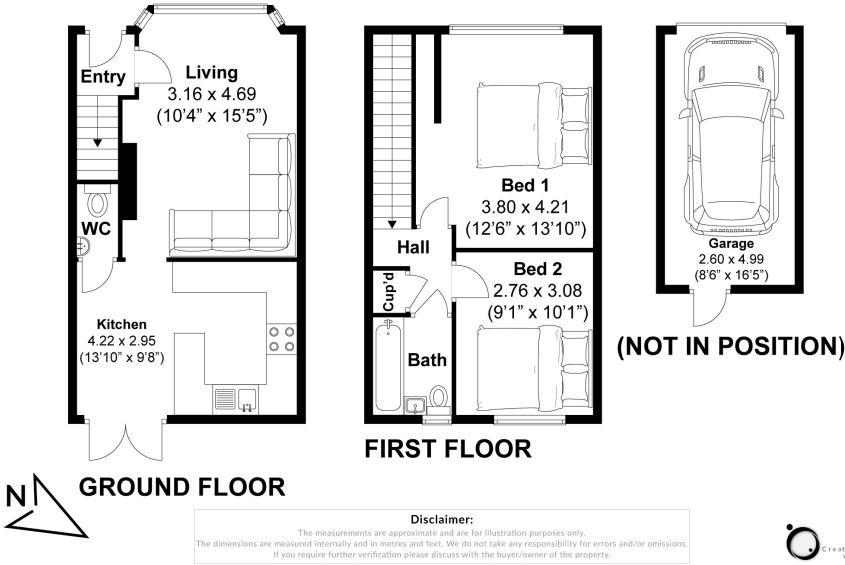 Entry
Living
3.16 x 4.69
(10'4" x 15'5")
WC
Kitchen
4.22 x 2.95
(13'10" x 9'8")
GROUND FLOOR
Bed 1
3.80 x 4.21
(12'6" x 13'10")
Hall
Cup'd
Bed 2
2.76 x 3.08
(9'1" x 10'1")
Bath
FIRST FLOOR
Garage
2.60 x 4.99
(8'6" x 16'5")
(NOT IN POSITION)
N
Disclaimer:
The measurements are approximate and are for illustration purposes only.
The dimensions are measured internally and in metres and feet. We do not take any responsibility for errors and/or omissions.
If you require further verification please discuss with the buyer/owner of the property.
Creat